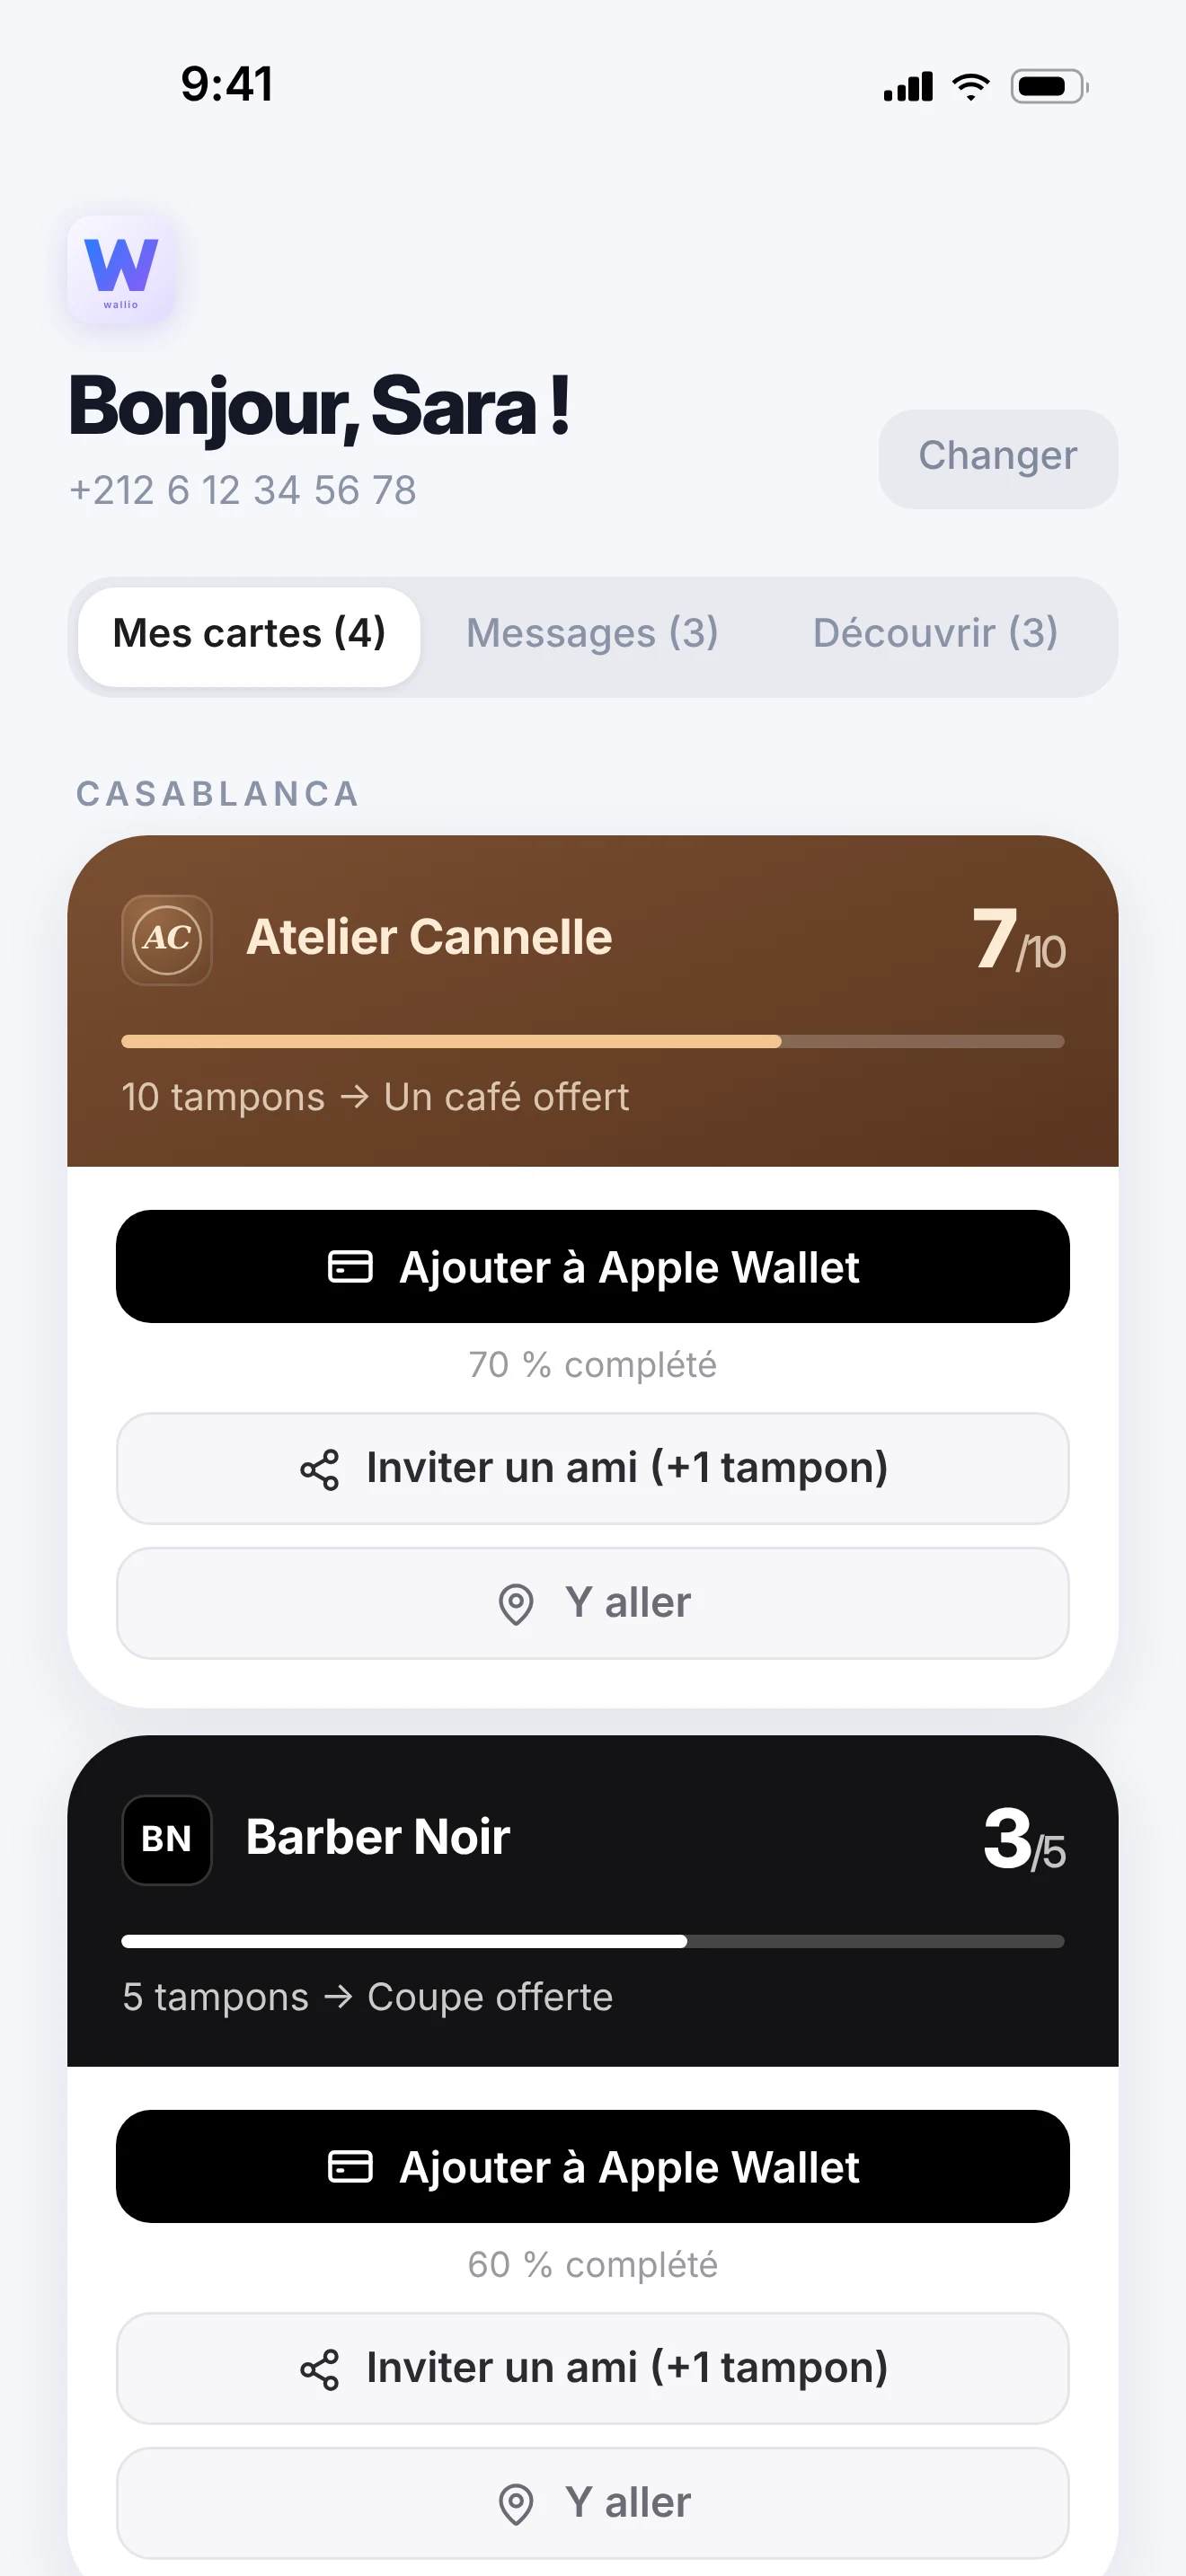 9:41
W
wallio
Bonjour, Sara !
+212 6 12 34 56 78
Changer
Mes cartes (4) Messages (3) Découvrir (3)
CASABLANCA
AC Atelier Cannelle 7/10
10 tampons → Un café offert
Ajouter à Apple Wallet
70 % complété
Inviter un ami (+1 tampon)
Y aller
BN Barber Noir 3/5
5 tampons → Coupe offerte
Ajouter à Apple Wallet
60 % complété
Inviter un ami (+1 tampon)
Y aller